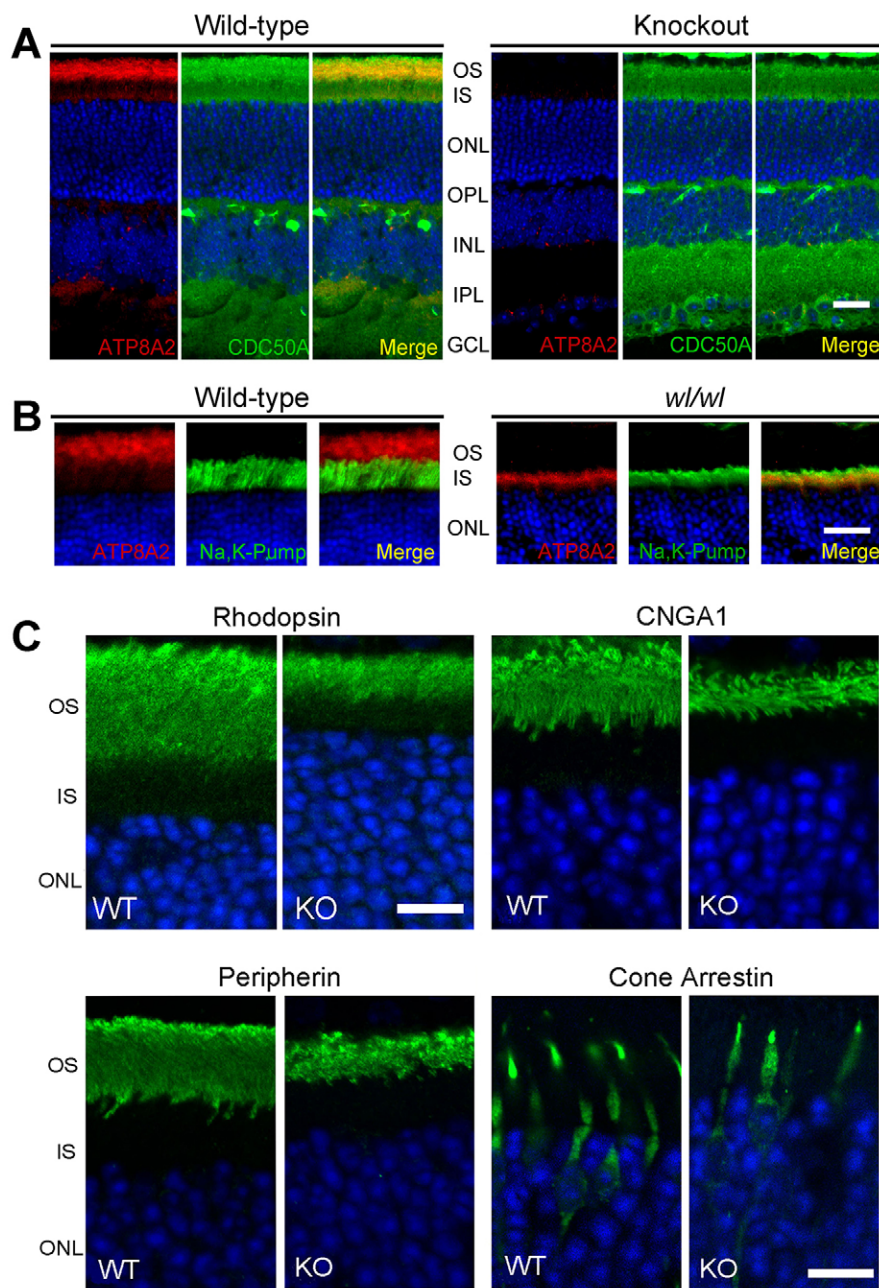 A
Wild-type Knockout
OS
IS
ONL
OPL
INL
IPL
GCL
ATP8A2 CDC50A Merge ATP8A2 CDC50A Merge
B
Wild-type wl/wl
OS
IS
ONL
ATP8A2 Na,K-Pump Merge ATP8A2 Na,K-Pump Merge
C
Rhodopsin CNGA1
OS
IS
ONL
WT KO WT KO
Peripherin Cone Arrestin
OS
IS
ONL
WT KO WT KO